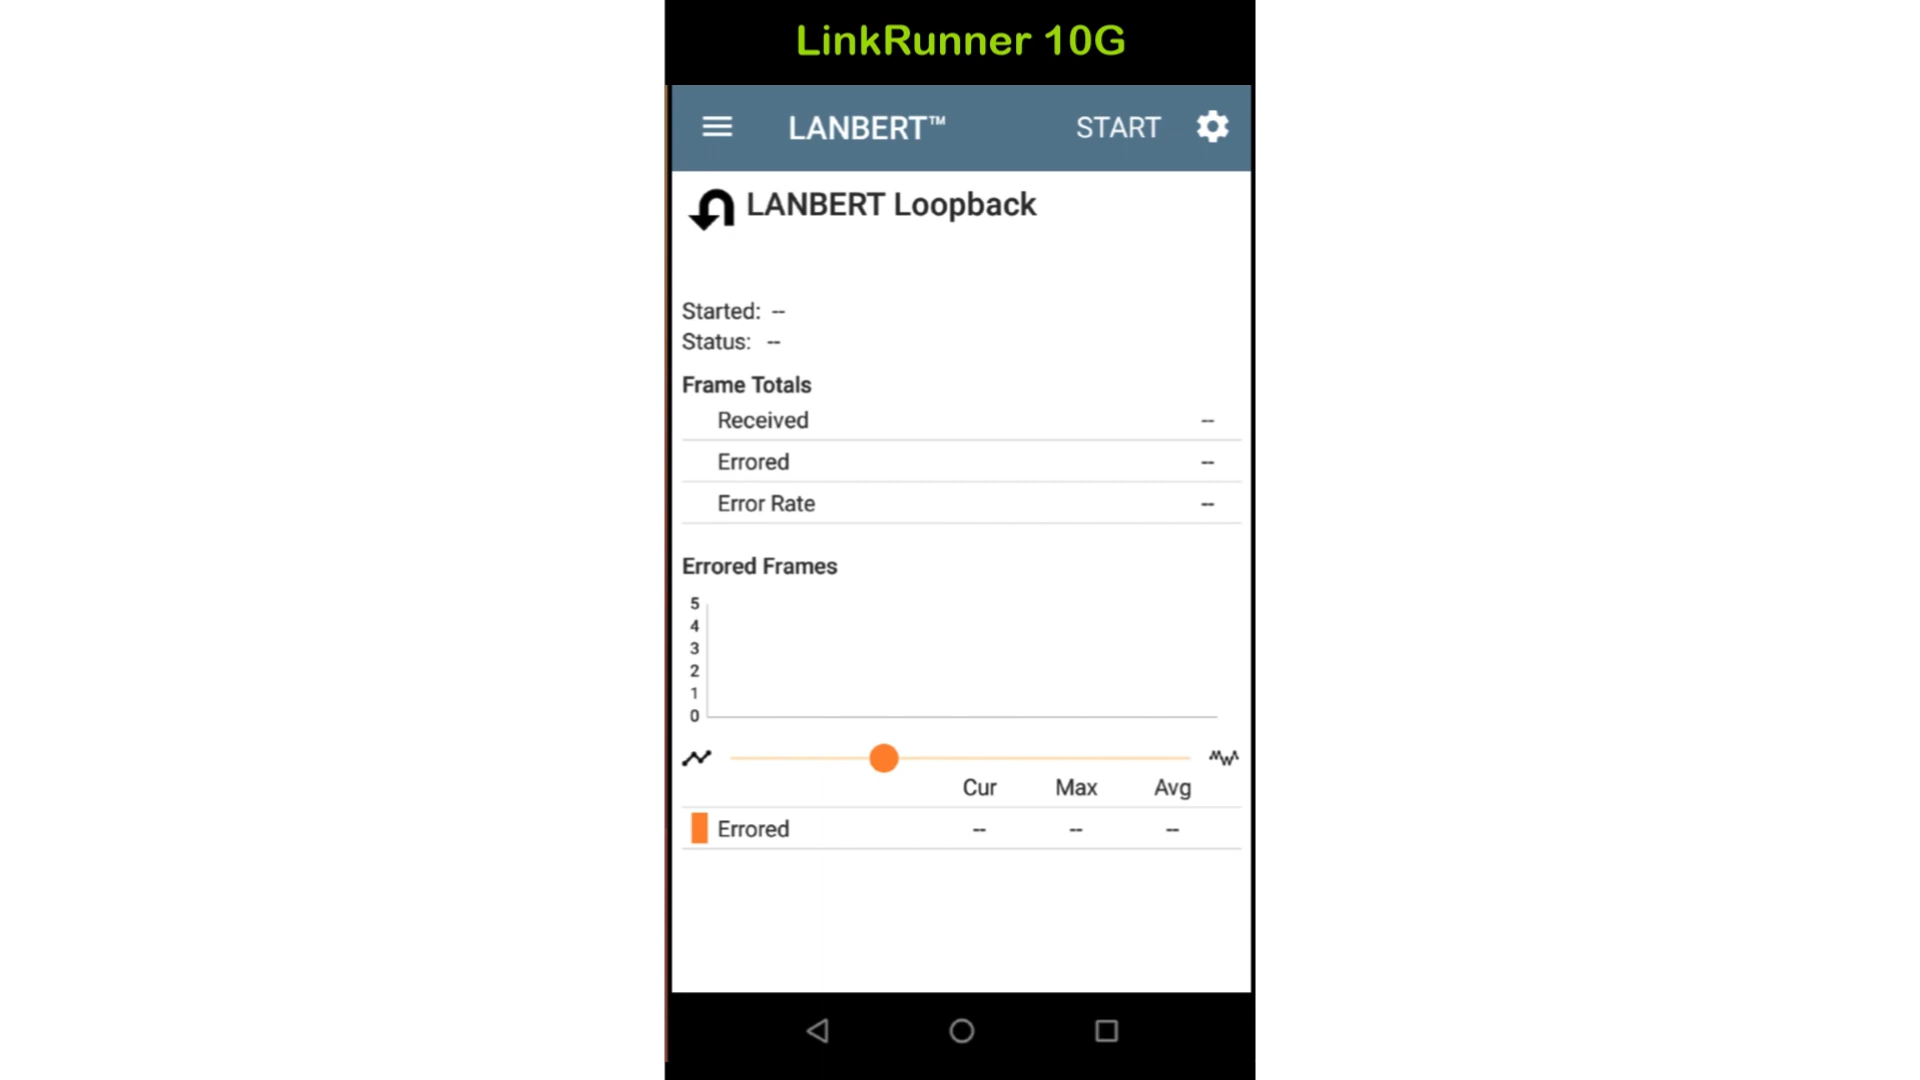 LinkRunner 10G
LANBERT™ START
LANBERT Loopback
Started: --
Status: --
Frame Totals
Received --
Errored --
Error Rate --
Errored Frames
5
4
3
2
1
0
Cur Max Avg
Errored -- -- --